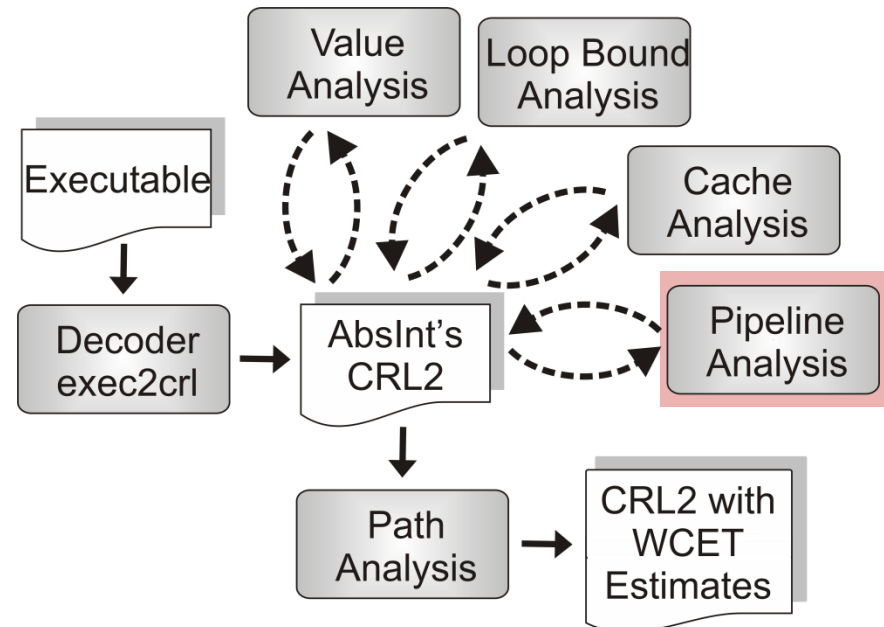 Value
Analysis
Loop Bound
Analysis
Executable
Cache
Analysis
Decoder
exec2crl
AbsInt's
CRL2
Pipeline
Analysis
Path
Analysis
CRL2 with
WCET
Estimates